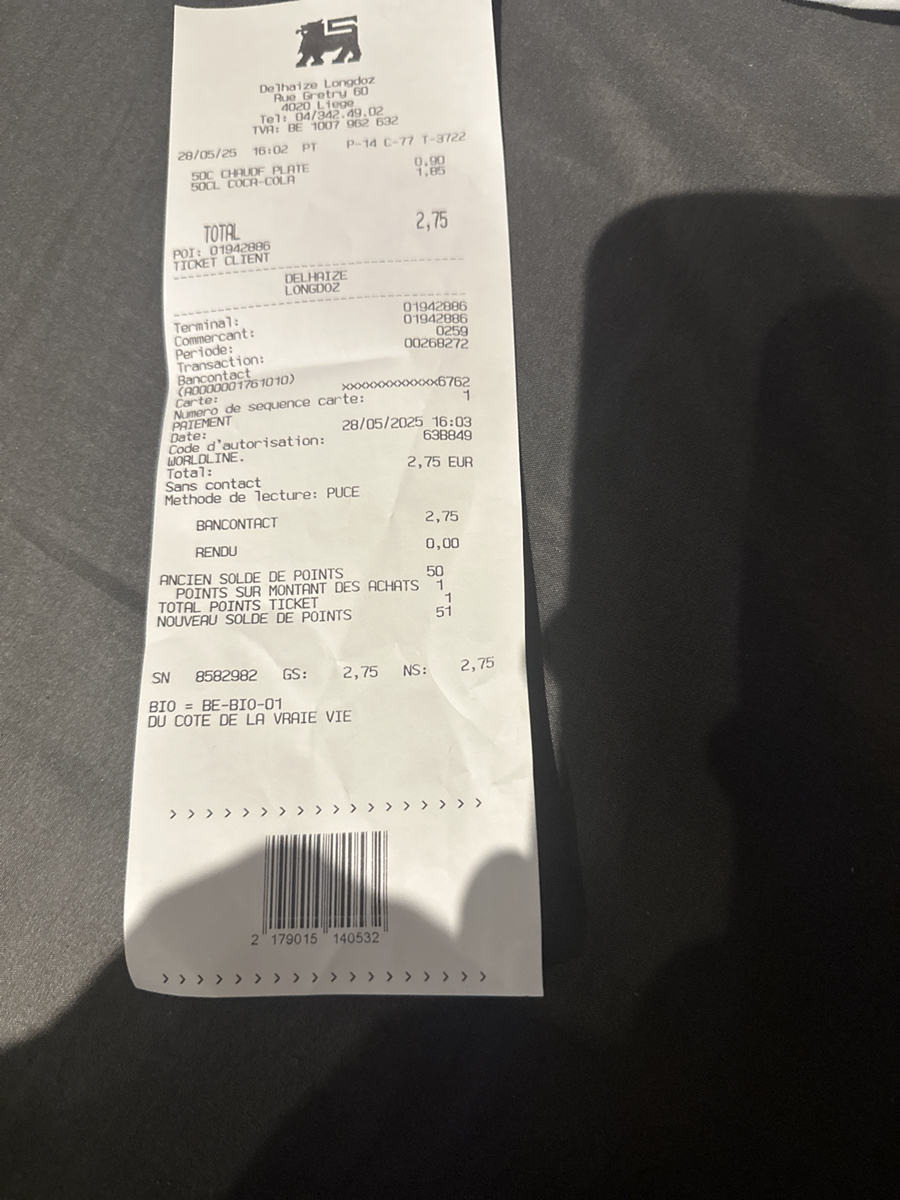 Delhaize Longdoz
Rue Gretry 60
4020 Liege
Tel: 04/342.49.02
TVA: BE 1007 962 632
28/05/25 16:02 PT P-14 C-77 T-3722
50C CHAUDF PLATE 0,90
50CL COCA-COLA 1,85
TOTAL 2,75
POI: 01942886
TICKET CLIENT
DELHAIZE
LONGDOZ
Terminal: 01942886
Commercant: 01942886
Periode: 0259
Transaction: 00268272
Bancontact
(A0000001761010)
Carte: xxxxxxxxxxxxx6762
Numero de sequence carte: 1
PAIEMENT
Date: 28/05/2025 16:03
Code d'autorisation: 638849
WORLDLINE.
Total: 2,75 EUR
Sans contact
Methode de lecture: PUCE
BANCONTACT 2,75
RENDU 0,00
ANCIEN SOLDE DE POINTS 50
POINTS SUR MONTANT DES ACHATS 1
TOTAL POINTS TICKET 1
NOUVEAU SOLDE DE POINTS 51
SN 8582982 GS: 2,75 NS: 2,75
BIO = BE-BIO-01
DU COTE DE LA VRAIE VIE
> > > > > > > > > > > > > > > > > >
2 179015 140532
> > > > > > > > > > > > > > > > > > >